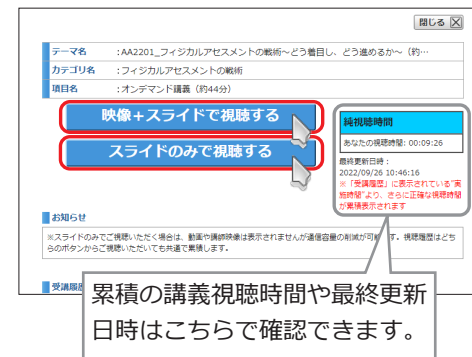 閉じる
テーマ名 :AA2201_フィジカルアセスメントの戦術~どう着目し、どう進めるか~（約…
カテゴリ名 :フィジカルアセスメントの戦術
項目名 :オンデマンド講義（約44分）
映像+スライドで視聴する
スライドのみで視聴する
純視聴時間
あなたの視聴時間: 00:09:26
最終更新日時:
2022/09/26 10:46:16
※「受講履歴」に表示されている"実
施時間"より、さらに正確な視聴時間
が累積表示されます
お知らせ
※スライドのみでご視聴いただく場合は、動画や講師映像は表示されませんが通信容量の削減が可能です。視聴履歴はどち
らのボタンからご視聴いただいても共通で累積します。
受講履歴
累積の講義視聴時間や最終更新
日時はこちらで確認できます。